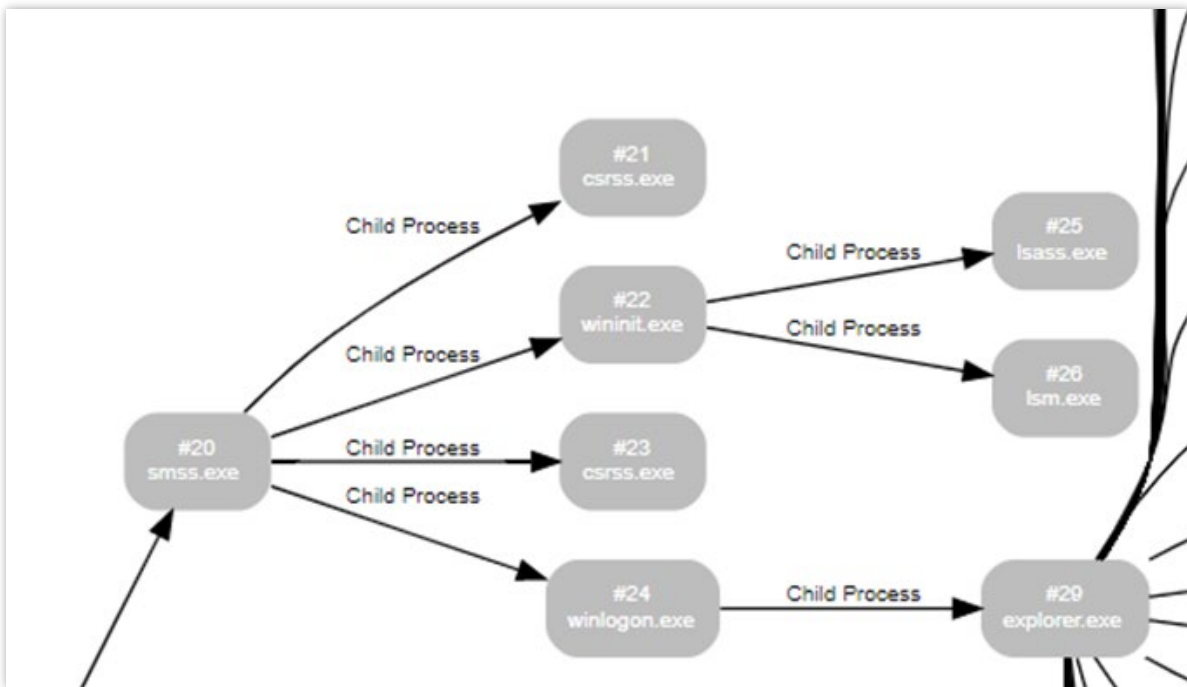 #21
csrss.exe
Child Process
#25
lsass.exe
Child Process
#22
wininit.exe
Child Process
Child Process
#26
lsm.exe
#20
smss.exe
Child Process
#23
csrss.exe
Child Process
#24
winlogon.exe
Child Process
#29
explorer.exe